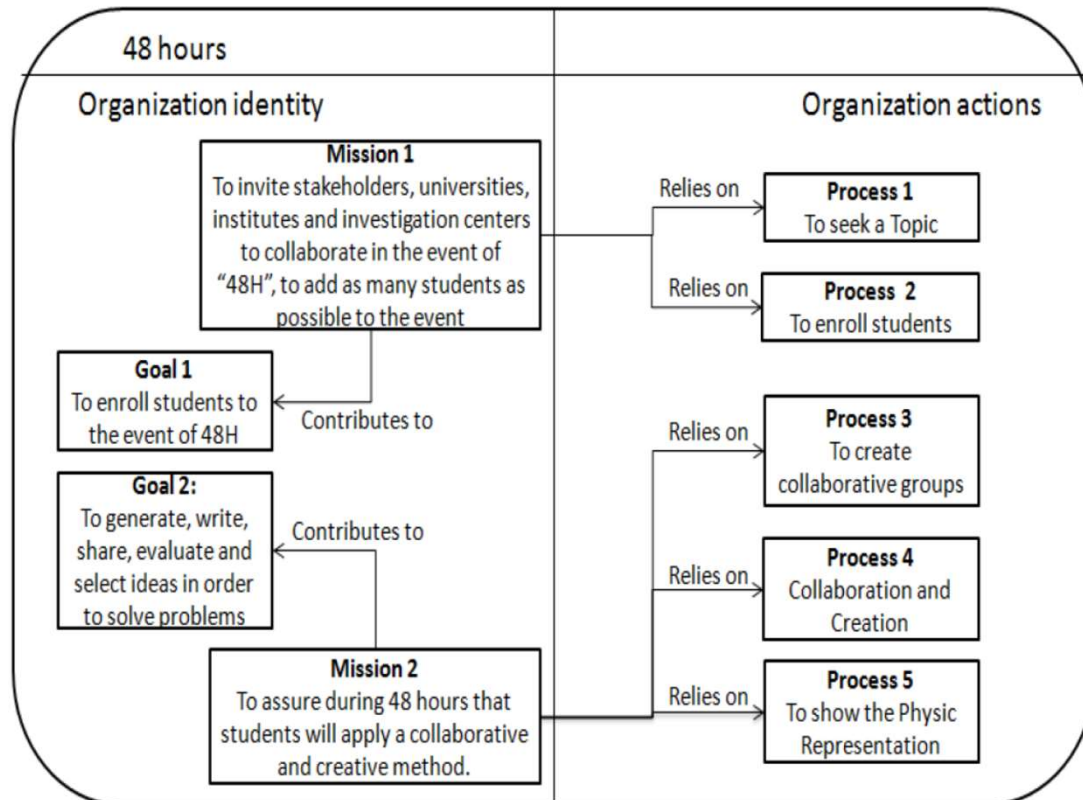 48 hours
Organization identity
Organization actions
Mission 1
To invite stakeholders, universities,
institutes and investigation centers
to collaborate in the event of
“48H”, to add as many students as
possible to the event
Relies on
Process 1
To seek a Topic
Relies on
Process 2
To enroll students
Goal 1
To enroll students to
the event of 48H
Contributes to
Goal 2:
To generate, write,
share, evaluate and
select ideas in order
to solve problems
Contributes to
Mission 2
To assure during 48 hours that
students will apply a collaborative
and creative method.
Relies on
Process 3
To create
collaborative groups
Relies on
Process 4
Collaboration and
Creation
Relies on
Process 5
To show the Physic
Representation